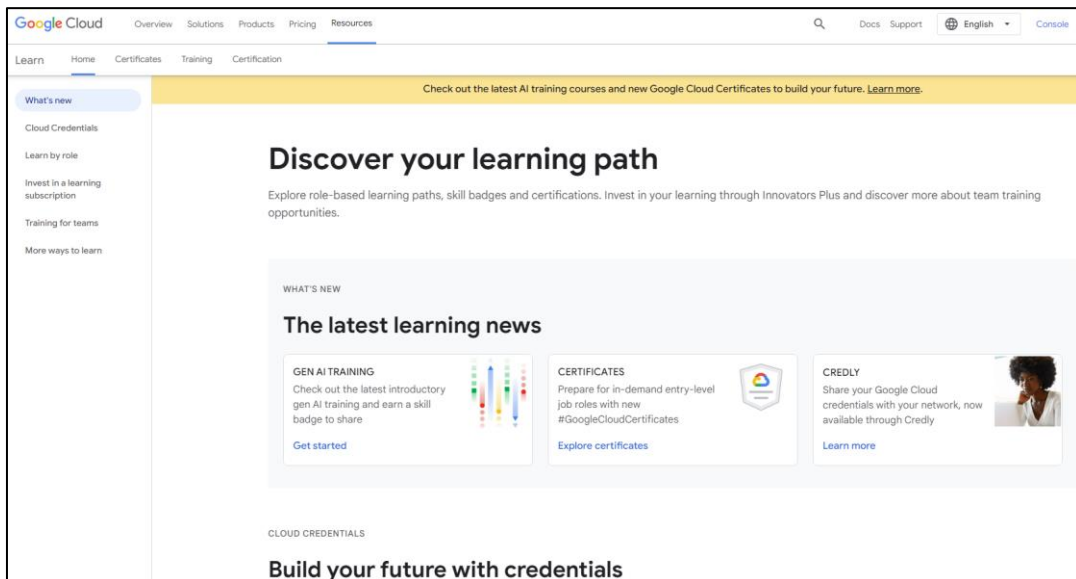 Google Cloud
Overview Solutions Products Pricing Resources
Docs Support English Console
Learn Home Certificates Training Certification
What's new
Cloud Credentials
Learn by role
Invest in a learning
subscription
Training for teams
More ways to learn
Check out the latest AI training courses and new Google Cloud Certificates to build your future. Learn more.
Discover your learning path
Explore role-based learning paths, skill badges and certifications. Invest in your learning through Innovators Plus and discover more about team training
opportunities.
WHAT'S NEW
The latest learning news
GEN AI TRAINING
Check out the latest introductory
gen AI training and earn a skill
badge to share
Get started
CERTIFICATES
Prepare for in-demand entry-level
job roles with new
#GoogleCloudCertificates
Explore certificates
CREDLY
Share your Google Cloud
credentials with your network, now
available through Credly
Learn more
CLOUD CREDENTIALS
Build your future with credentials